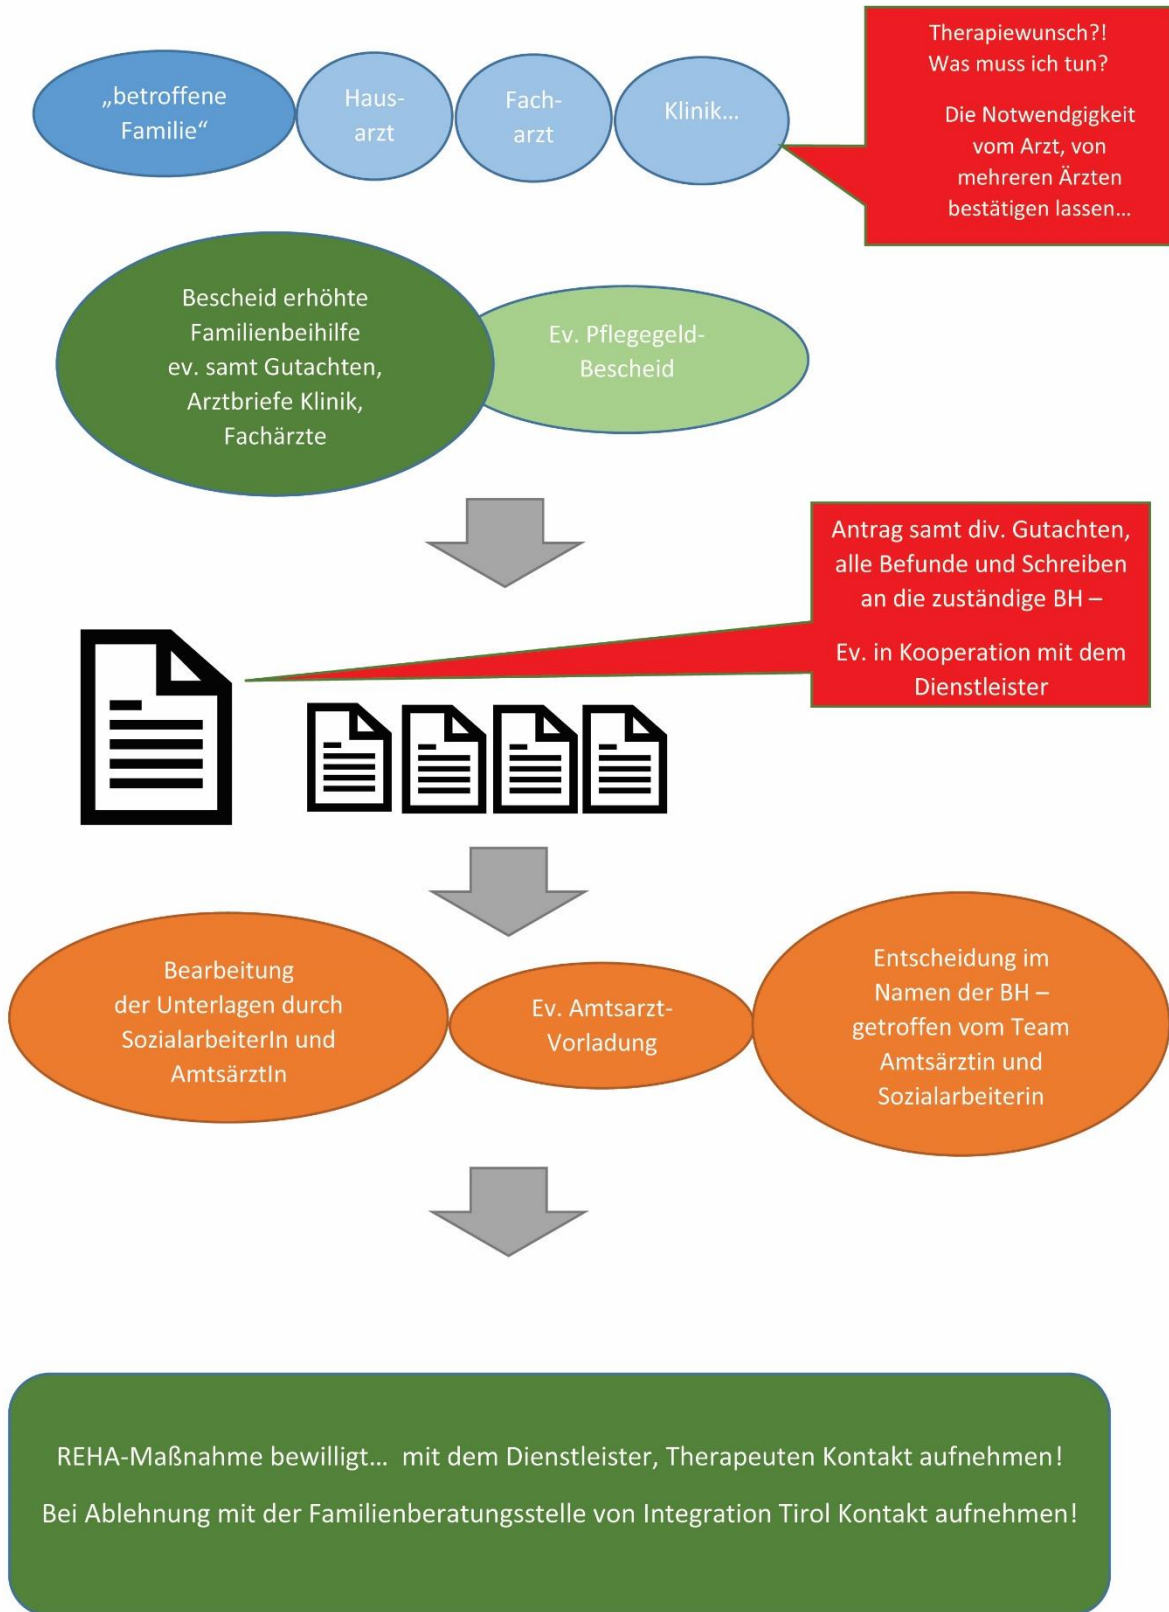 „betroffene
Familie“
Haus-
arzt
Fach-
arzt
Klinik…
Therapiewunsch?!
Was muss ich tun?
Die Notwendgigkeit
vom Arzt, von
mehreren Ärzten
bestätigen lassen…
Bescheid erhöhte
Familienbeihilfe
ev. samt Gutachten,
Arztbriefe Klinik,
Fachärzte
Ev. Pflegegeld-
Bescheid
Antrag samt div. Gutachten,
alle Befunde und Schreiben
an die zuständige BH –
Ev. in Kooperation mit dem
Dienstleister
Bearbeitung
der Unterlagen durch
SozialarbeiterIn und
AmtsärztIn
Ev. Amtsarzt-
Vorladung
Entscheidung im
Namen der BH –
getroffen vom Team
Amtsärztin und
Sozialarbeiterin
REHA-Maßnahme bewilligt… mit dem Dienstleister, Therapeuten Kontakt aufnehmen!
Bei Ablehnung mit der Familienberatungsstelle von Integration Tirol Kontakt aufnehmen!